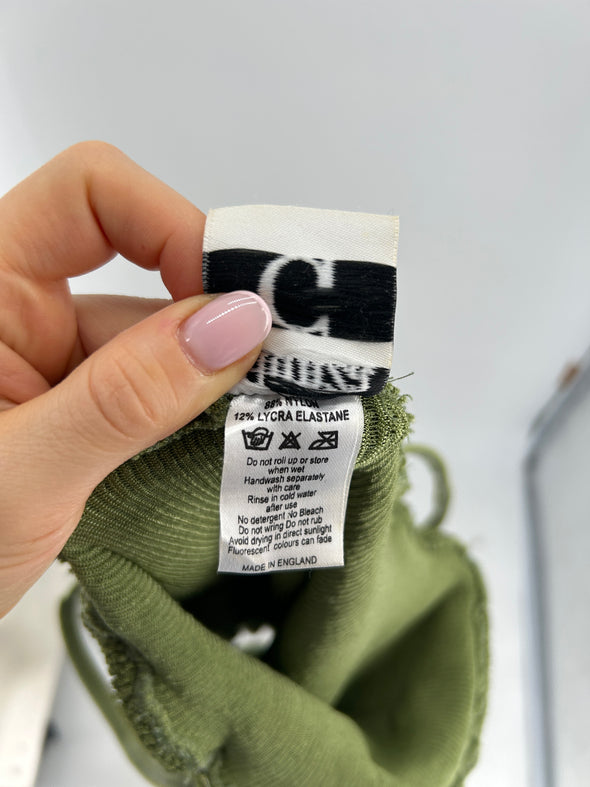 C
88% NYLON
12% LYCRA ELASTANE
Do not roll up or store
when wet
Handwash separately
with care
Rinse in cold water
after use
No detergent No Bleach
Do not wring Do not rub
Avoid drying in direct sunlight
Fluorescent colours can fade
MADE IN ENGLAND